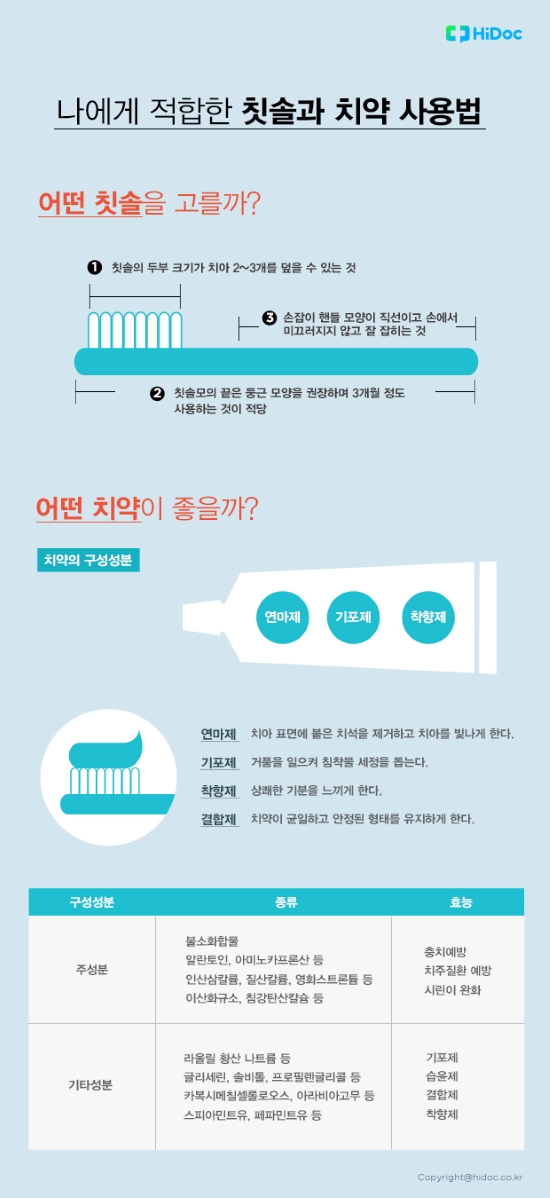 HiDoc
나에게 적합한 칫솔과 치약 사용법
어떤 칫솔을 고를까?
1 칫솔의 두부 크기가 치아 2~3개를 덮을 수 있는 것
3 손잡이 핸들 모양이 직선이고 손에서
미끄러지지 않고 잘 잡히는 것
2 칫솔모의 끝은 둥근 모양을 권장하며 3개월 정도
사용하는 것이 적당
어떤 치약이 좋을까?
치약의 구성성분
연마제 기포제 착향제
연마제 치아 표면에 붙은 치석을 제거하고 치아를 빛나게 한다.
기포제 거품을 일으켜 침착물 세정을 돕는다.
착향제 상쾌한 기분을 느끼게 한다.
결합제 치약이 균일하고 안정된 형태를 유지하게 한다.
구성성분 종류 효능
주성분
불소화합물
알란토인, 아미노카프론산 등
인산삼칼륨, 질산칼륨, 염화스트론튬 등
이산화규소, 침강탄산칼슘 등
충치예방
치주질환 예방
시린이 완화
기타성분
라올릴 황산 나트륨 등
글리세린, 솔비톨, 프로필렌글리콜 등
카복시메칠셀롤로오스, 아라비아고무 등
스피아민트유, 페파민트유 등
기포제
습윤제
결합제
착향제
Copyright@hidoc.co.kr